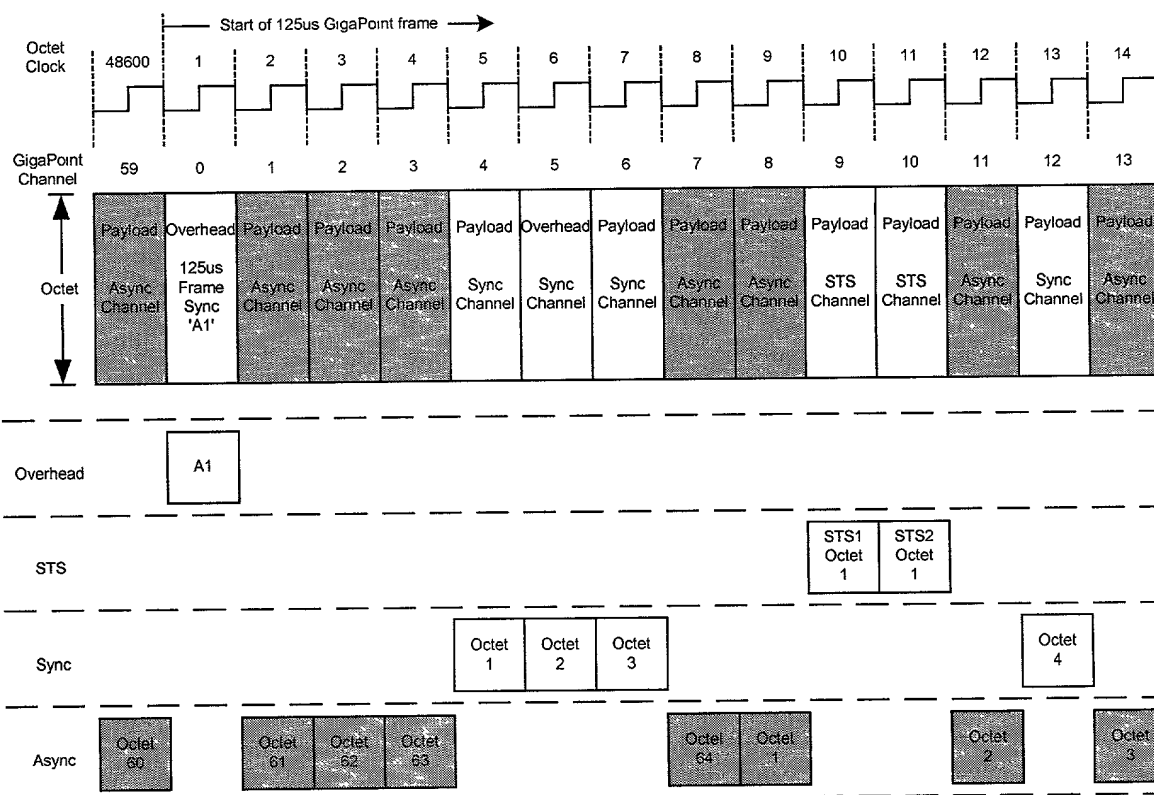 Start of 125us GigaPoint frame
Octet
Clock
48600 1 2 3 4 5 6 7 8 9 10 11 12 13 14
GigaPoint
Channel
59 0 1 2 3 4 5 6 7 8 9 10 11 12 13
Payload Overhead Payload Payload Payload Payload Overhead Payload Payload Payload Payload Payload Payload Payload Payload
Octet
Async Channel
125us Frame Sync 'A1'
Async Channel
Async Channel
Async Channel
Sync Channel
Sync Channel
Sync Channel
Async Channel
Async Channel
STS Channel
STS Channel
Async Channel
Sync Channel
Async Channel
Overhead
A1
STS
STS1 Octet 1
STS2 Octet 1
Sync
Octet 1
Octet 2
Octet 3
Octet 4
Async
Octet 60
Octet 61
Octet 62
Octet 63
Octet 64
Octet 1
Octet 2
Octet 3